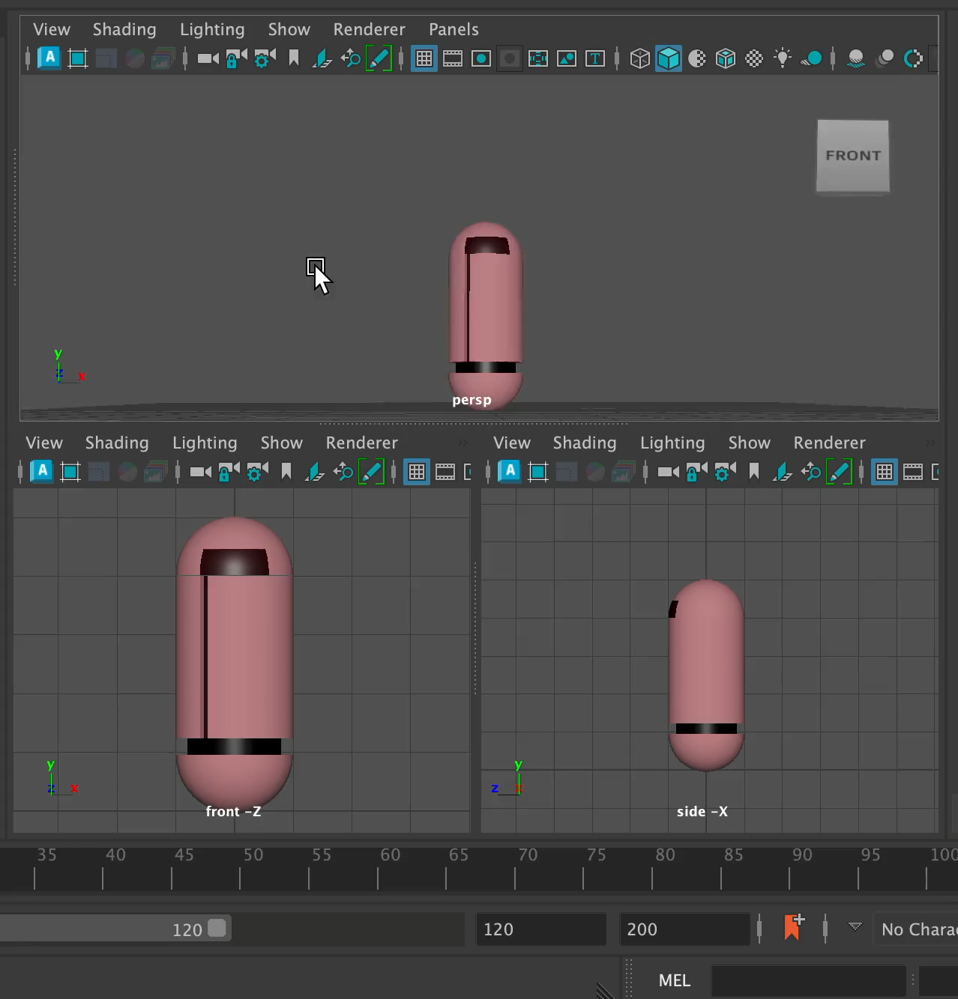 View Shading Lighting Show Renderer Panels
A
T
FRONT
y
z x
persp
View Shading Lighting Show Renderer »
View Shading Lighting Show Renderer »
A
A
y
z x
front -Z
y
z x
side -X
35 40 45 50 55 60 65 70 75 80 85 90 95 100
120 120 200 No Charac
MEL